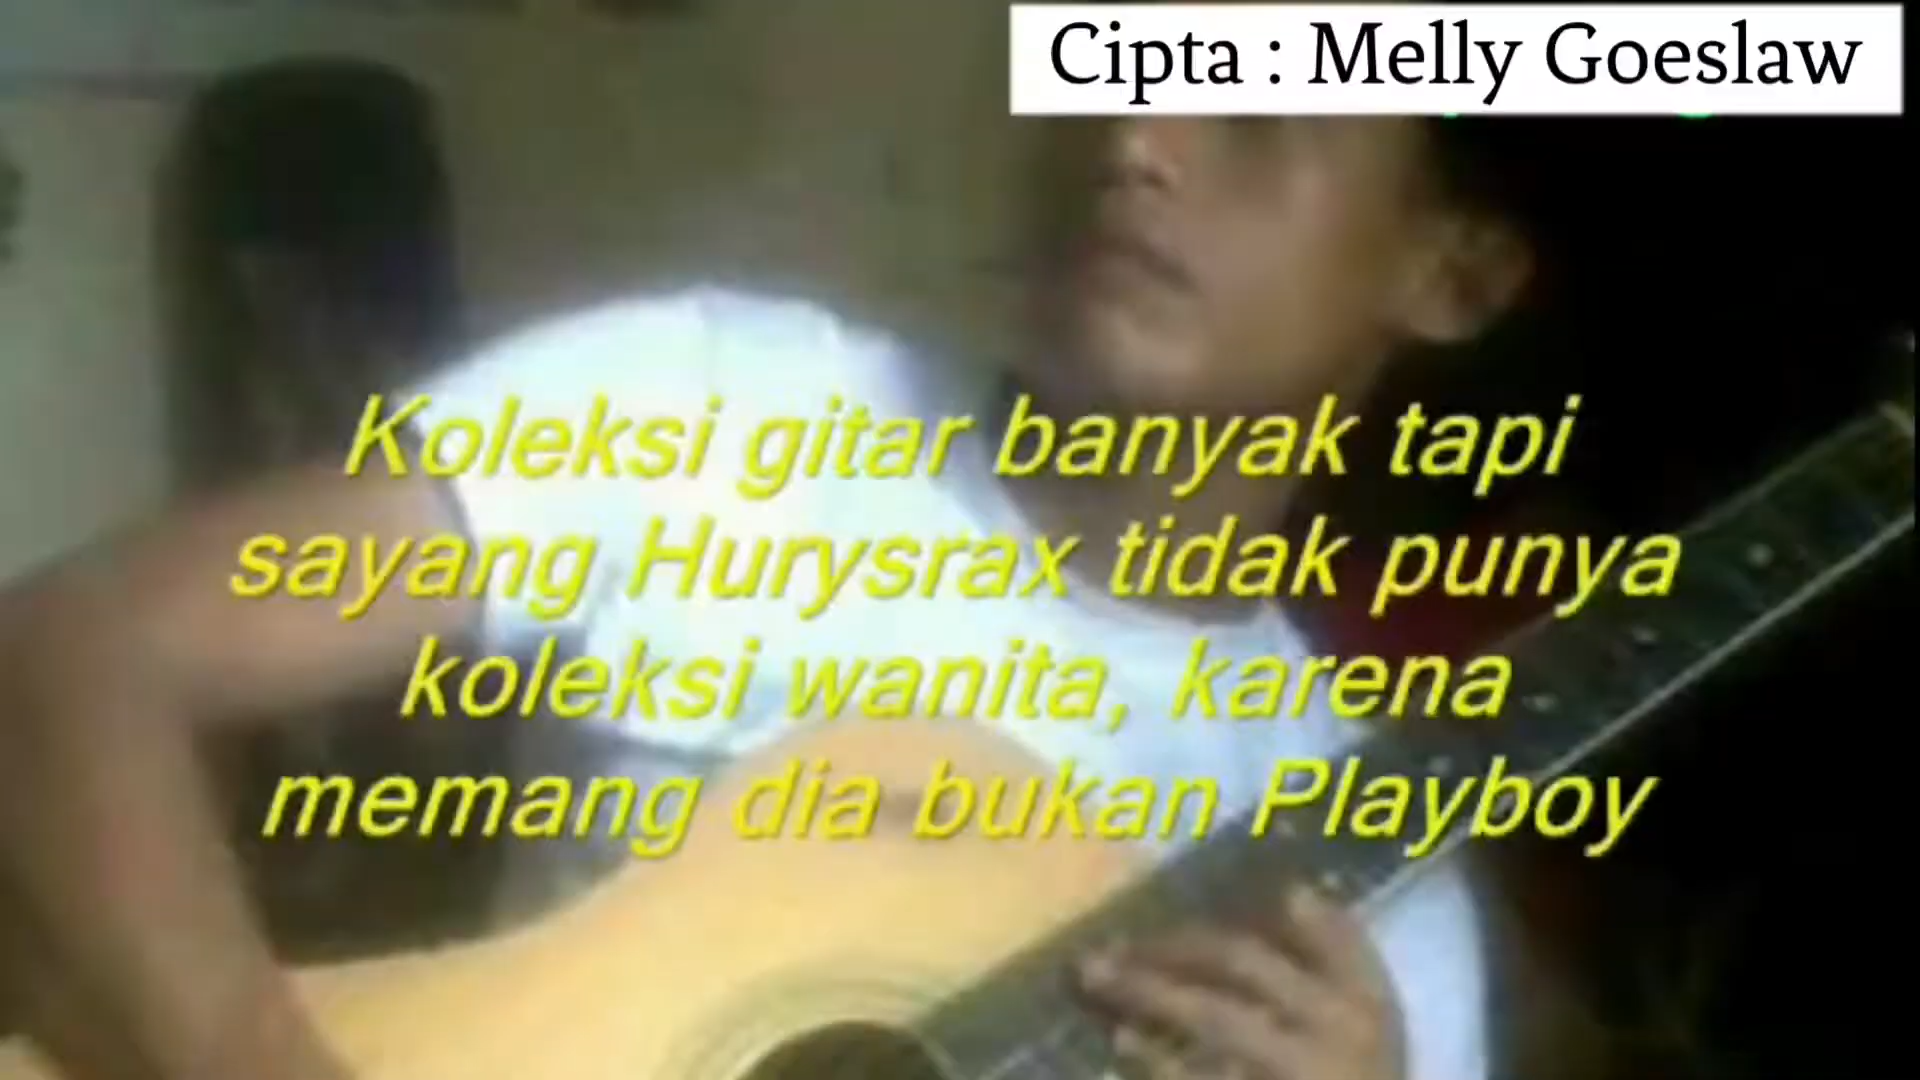 Cipta : Melly Goeslaw
Koleksi gitar banyak tapi
sayang Hurysrax tidak punya
koleksi wanita, karena
memang dia bukan Playboy